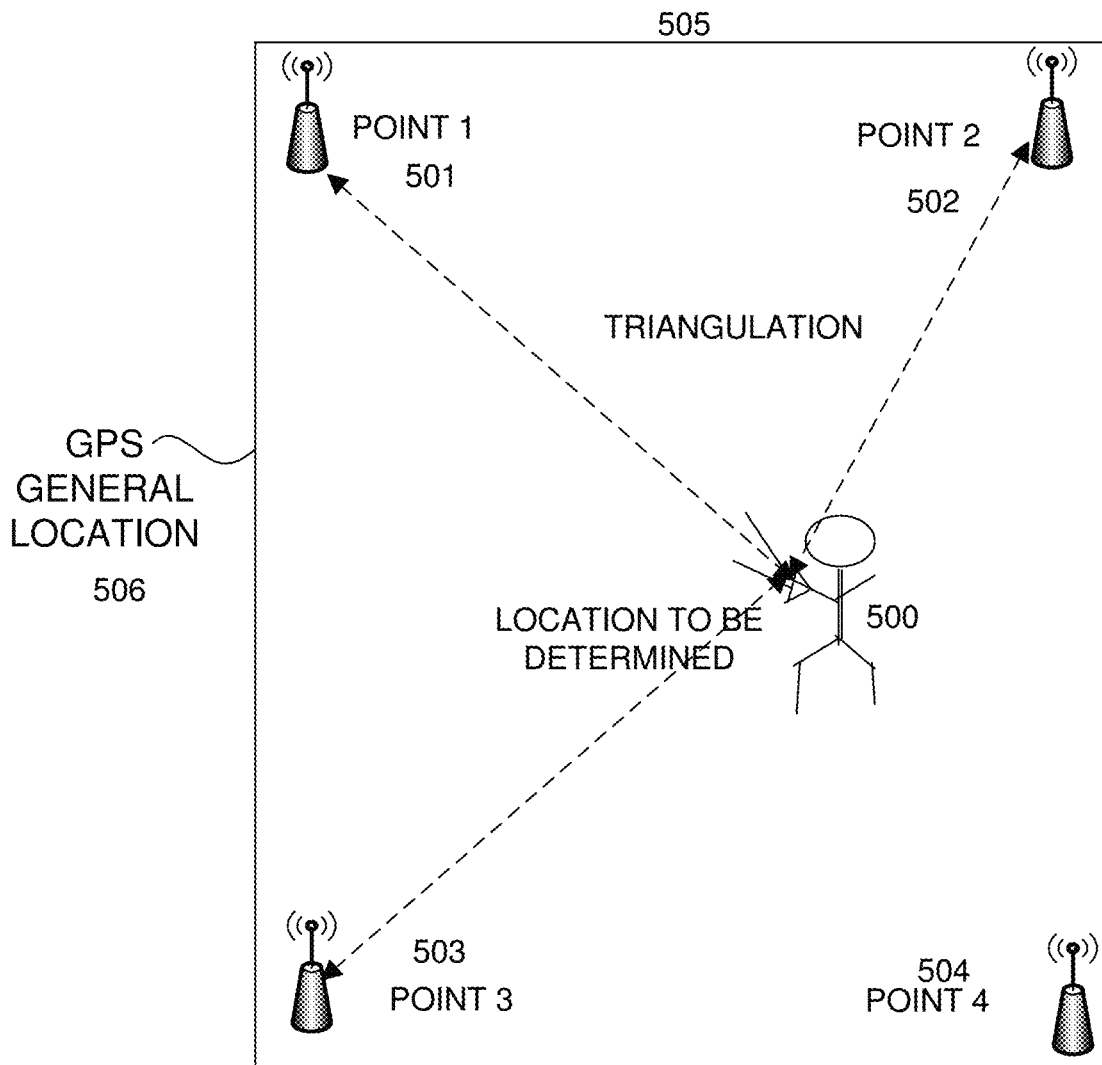 505
POINT 1
501
POINT 2
502
TRIANGULATION
GPS
GENERAL
LOCATION
506
LOCATION TO BE
DETERMINED
500
503
POINT 3
504
POINT 4